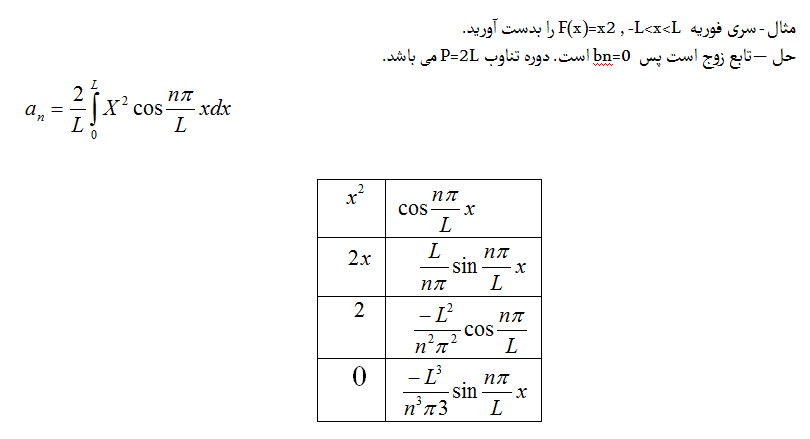 مثال - سری فوریه F(x)=x2 , -L<x<L را بدست آورید.
حل – تابع زوج است پس bn=0 است. دوره تناوب P=2L می باشد.
a_n = \frac{2}{L} \int_0^L X^2 \cos \frac{n\pi}{L} xdx
x^2 \cos \frac{n\pi}{L} x
2x \frac{L}{n\pi} \sin \frac{n\pi}{L} x
2 \frac{-L^2}{n^2\pi^2} \cos \frac{n\pi}{L}
0 \frac{-L^3}{n^3\pi3} \sin \frac{n\pi}{L} x